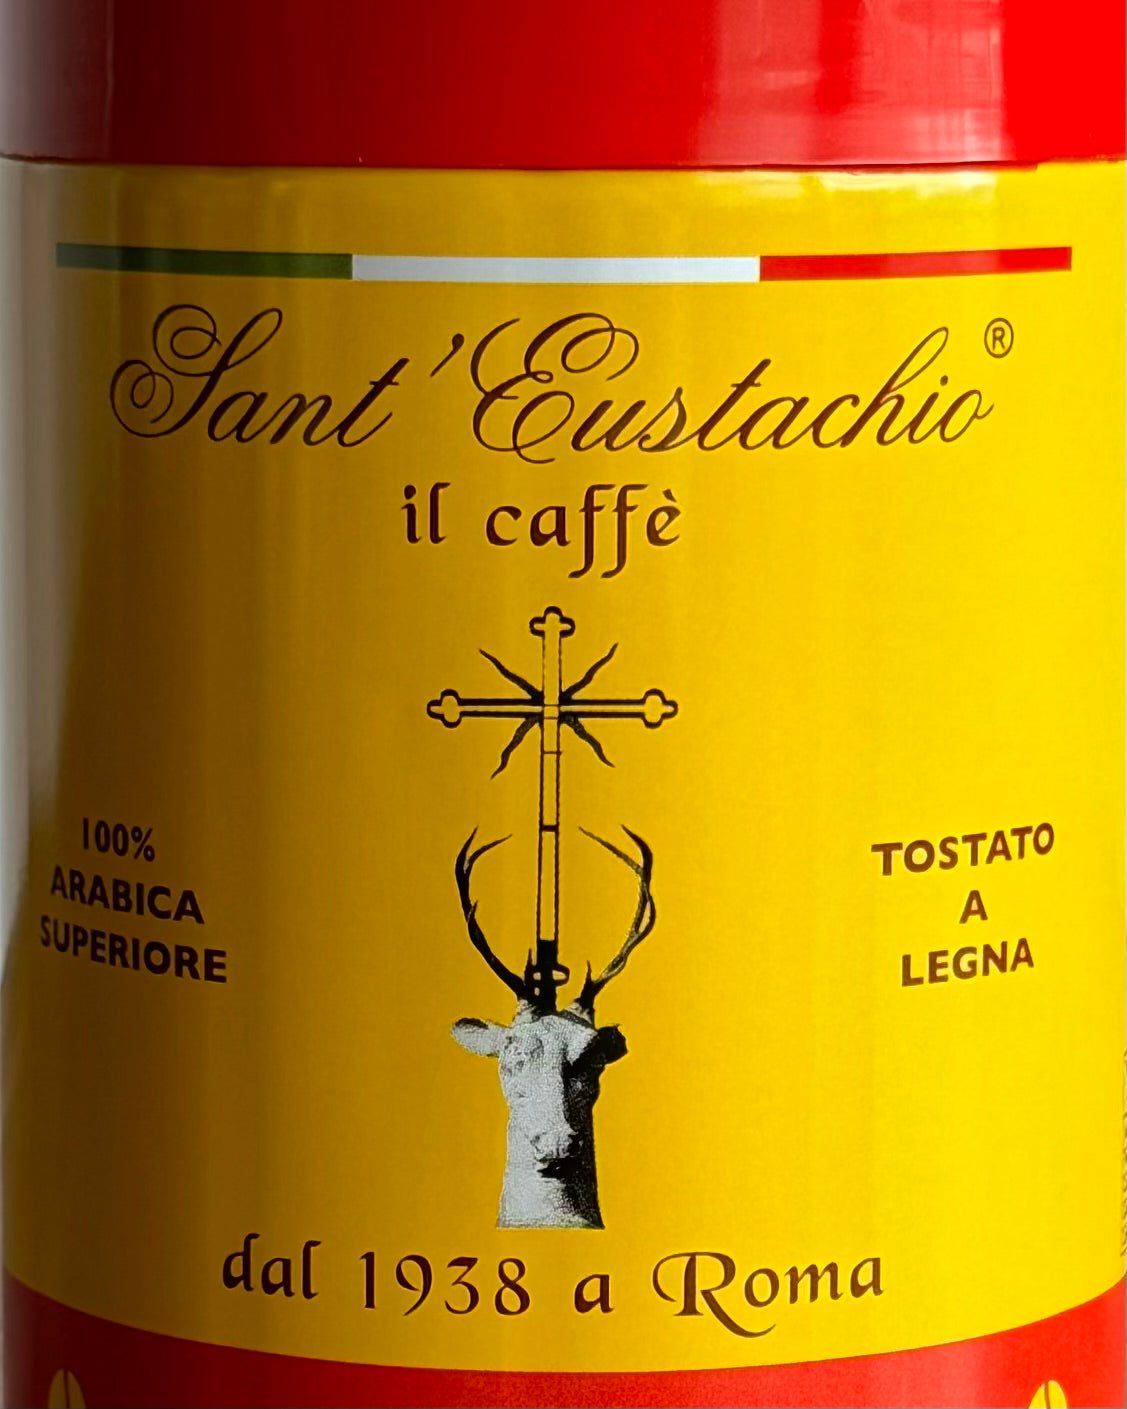 Sant'Eustachio®
il caffè
100%
ARABICA
SUPERIORE
TOSTATO
A
LEGNA
dal 1938 a Roma